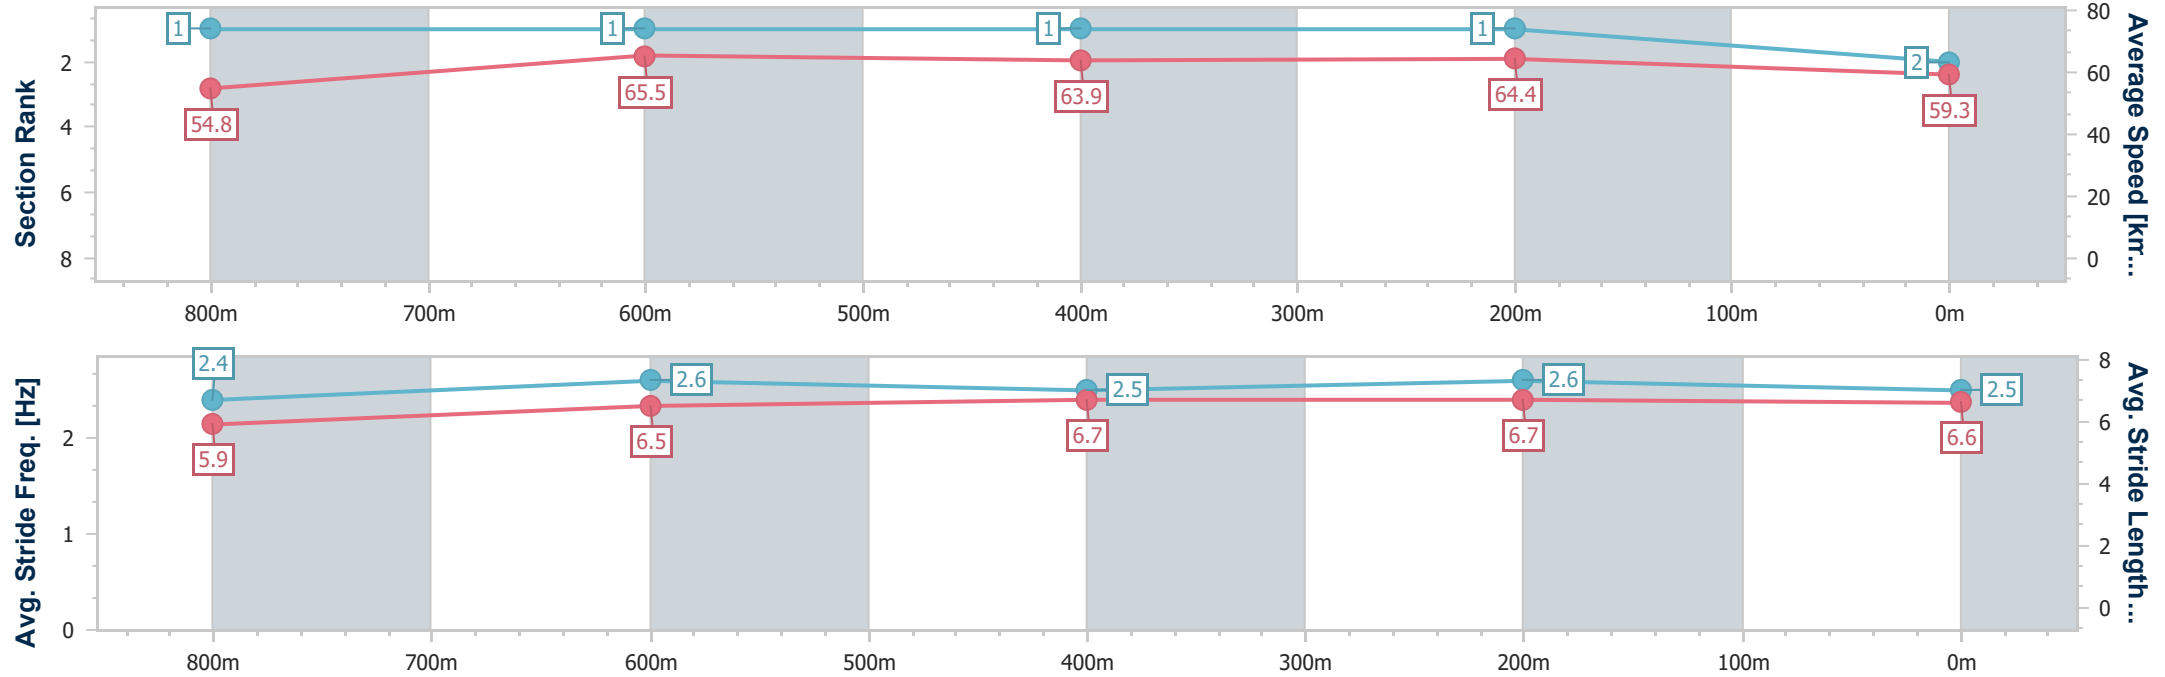 Section Rank
2
4
6
8
1
1
1
1
2
54.8
65.5
63.9
64.4
59.3
80
60
40
20
0
Average Speed [km...
800m
700m
600m
500m
400m
300m
200m
100m
0m
Avg. Stride Freq. [Hz]
2
1
0
2.4
2.6
2.5
2.6
2.5
5.9
6.5
6.7
6.7
6.6
8
6
4
2
0
Avg. Stride Length...
800m
700m
600m
500m
400m
300m
200m
100m
0m